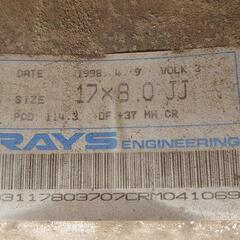 DATE 1998. 4. 9 VOLK 3
SIZE 17×8.0 JJ
PCD 114.3 OF +37 MH CR
RAYS ENGINEERING
03117803707CRM041069